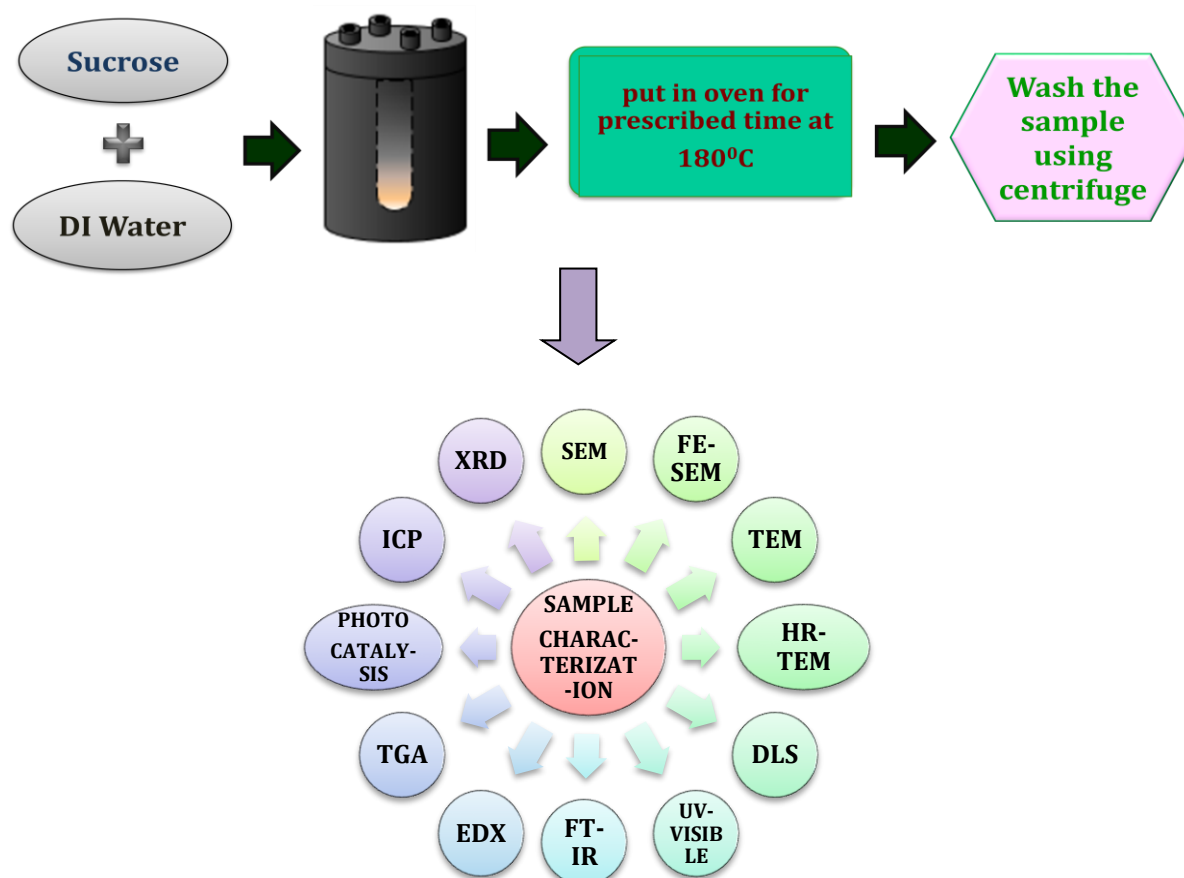 Sucrose
DI Water
put in oven for
prescribed time at
180⁰C
Wash the
sample
using
centrifuge
SEM
FE-
SEM
TEM
HR-
TEM
DLS
UV-
VISIB
LE
FT-
IR
EDX
TGA
PHOTO
CATALY-
SIS
ICP
XRD
SAMPLE
CHARAC-
TERIZAT
-ION